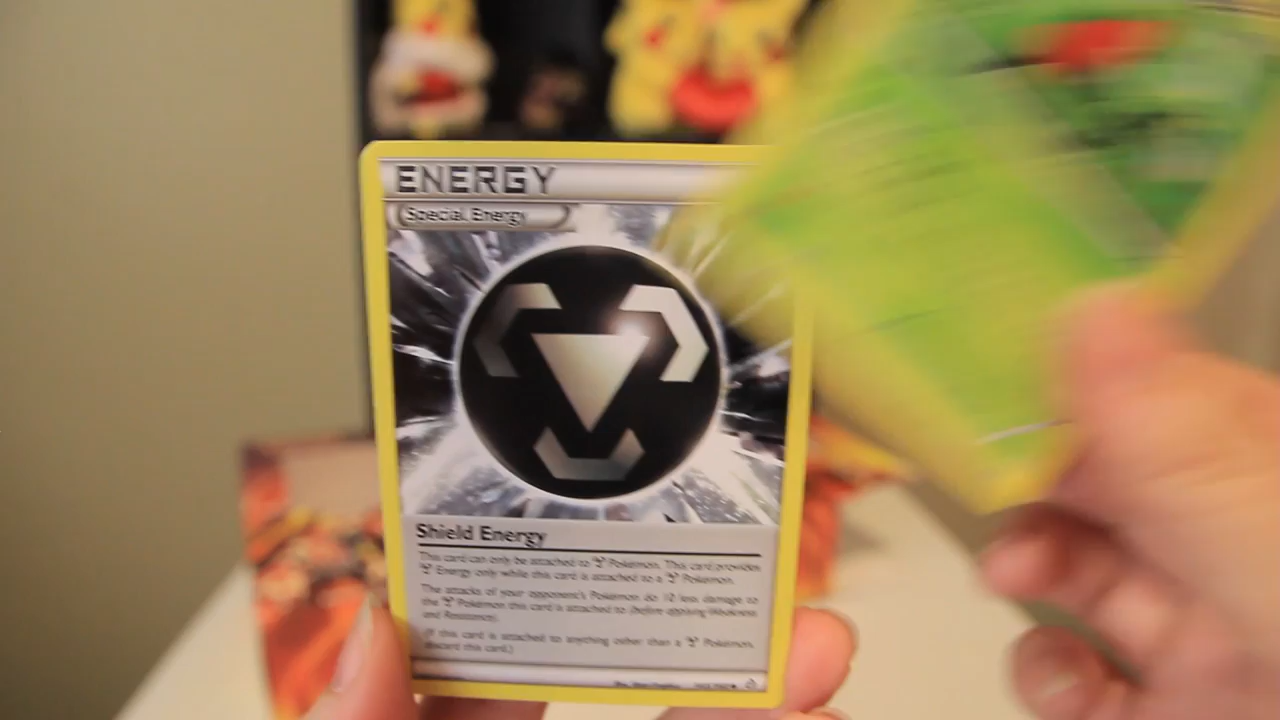 ENERGY
Special Energy
Shield Energy
This card can only be attached to Pokémon. This card provides
Energy only while this card is attached to a Pokémon.
The attacks of your opponent's Pokémon do 10 less damage to
the Pokémon this card is attached to (before applying Weakness
and Resistance).
(If this card is attached to anything other than a Pokémon,
discard this card.)